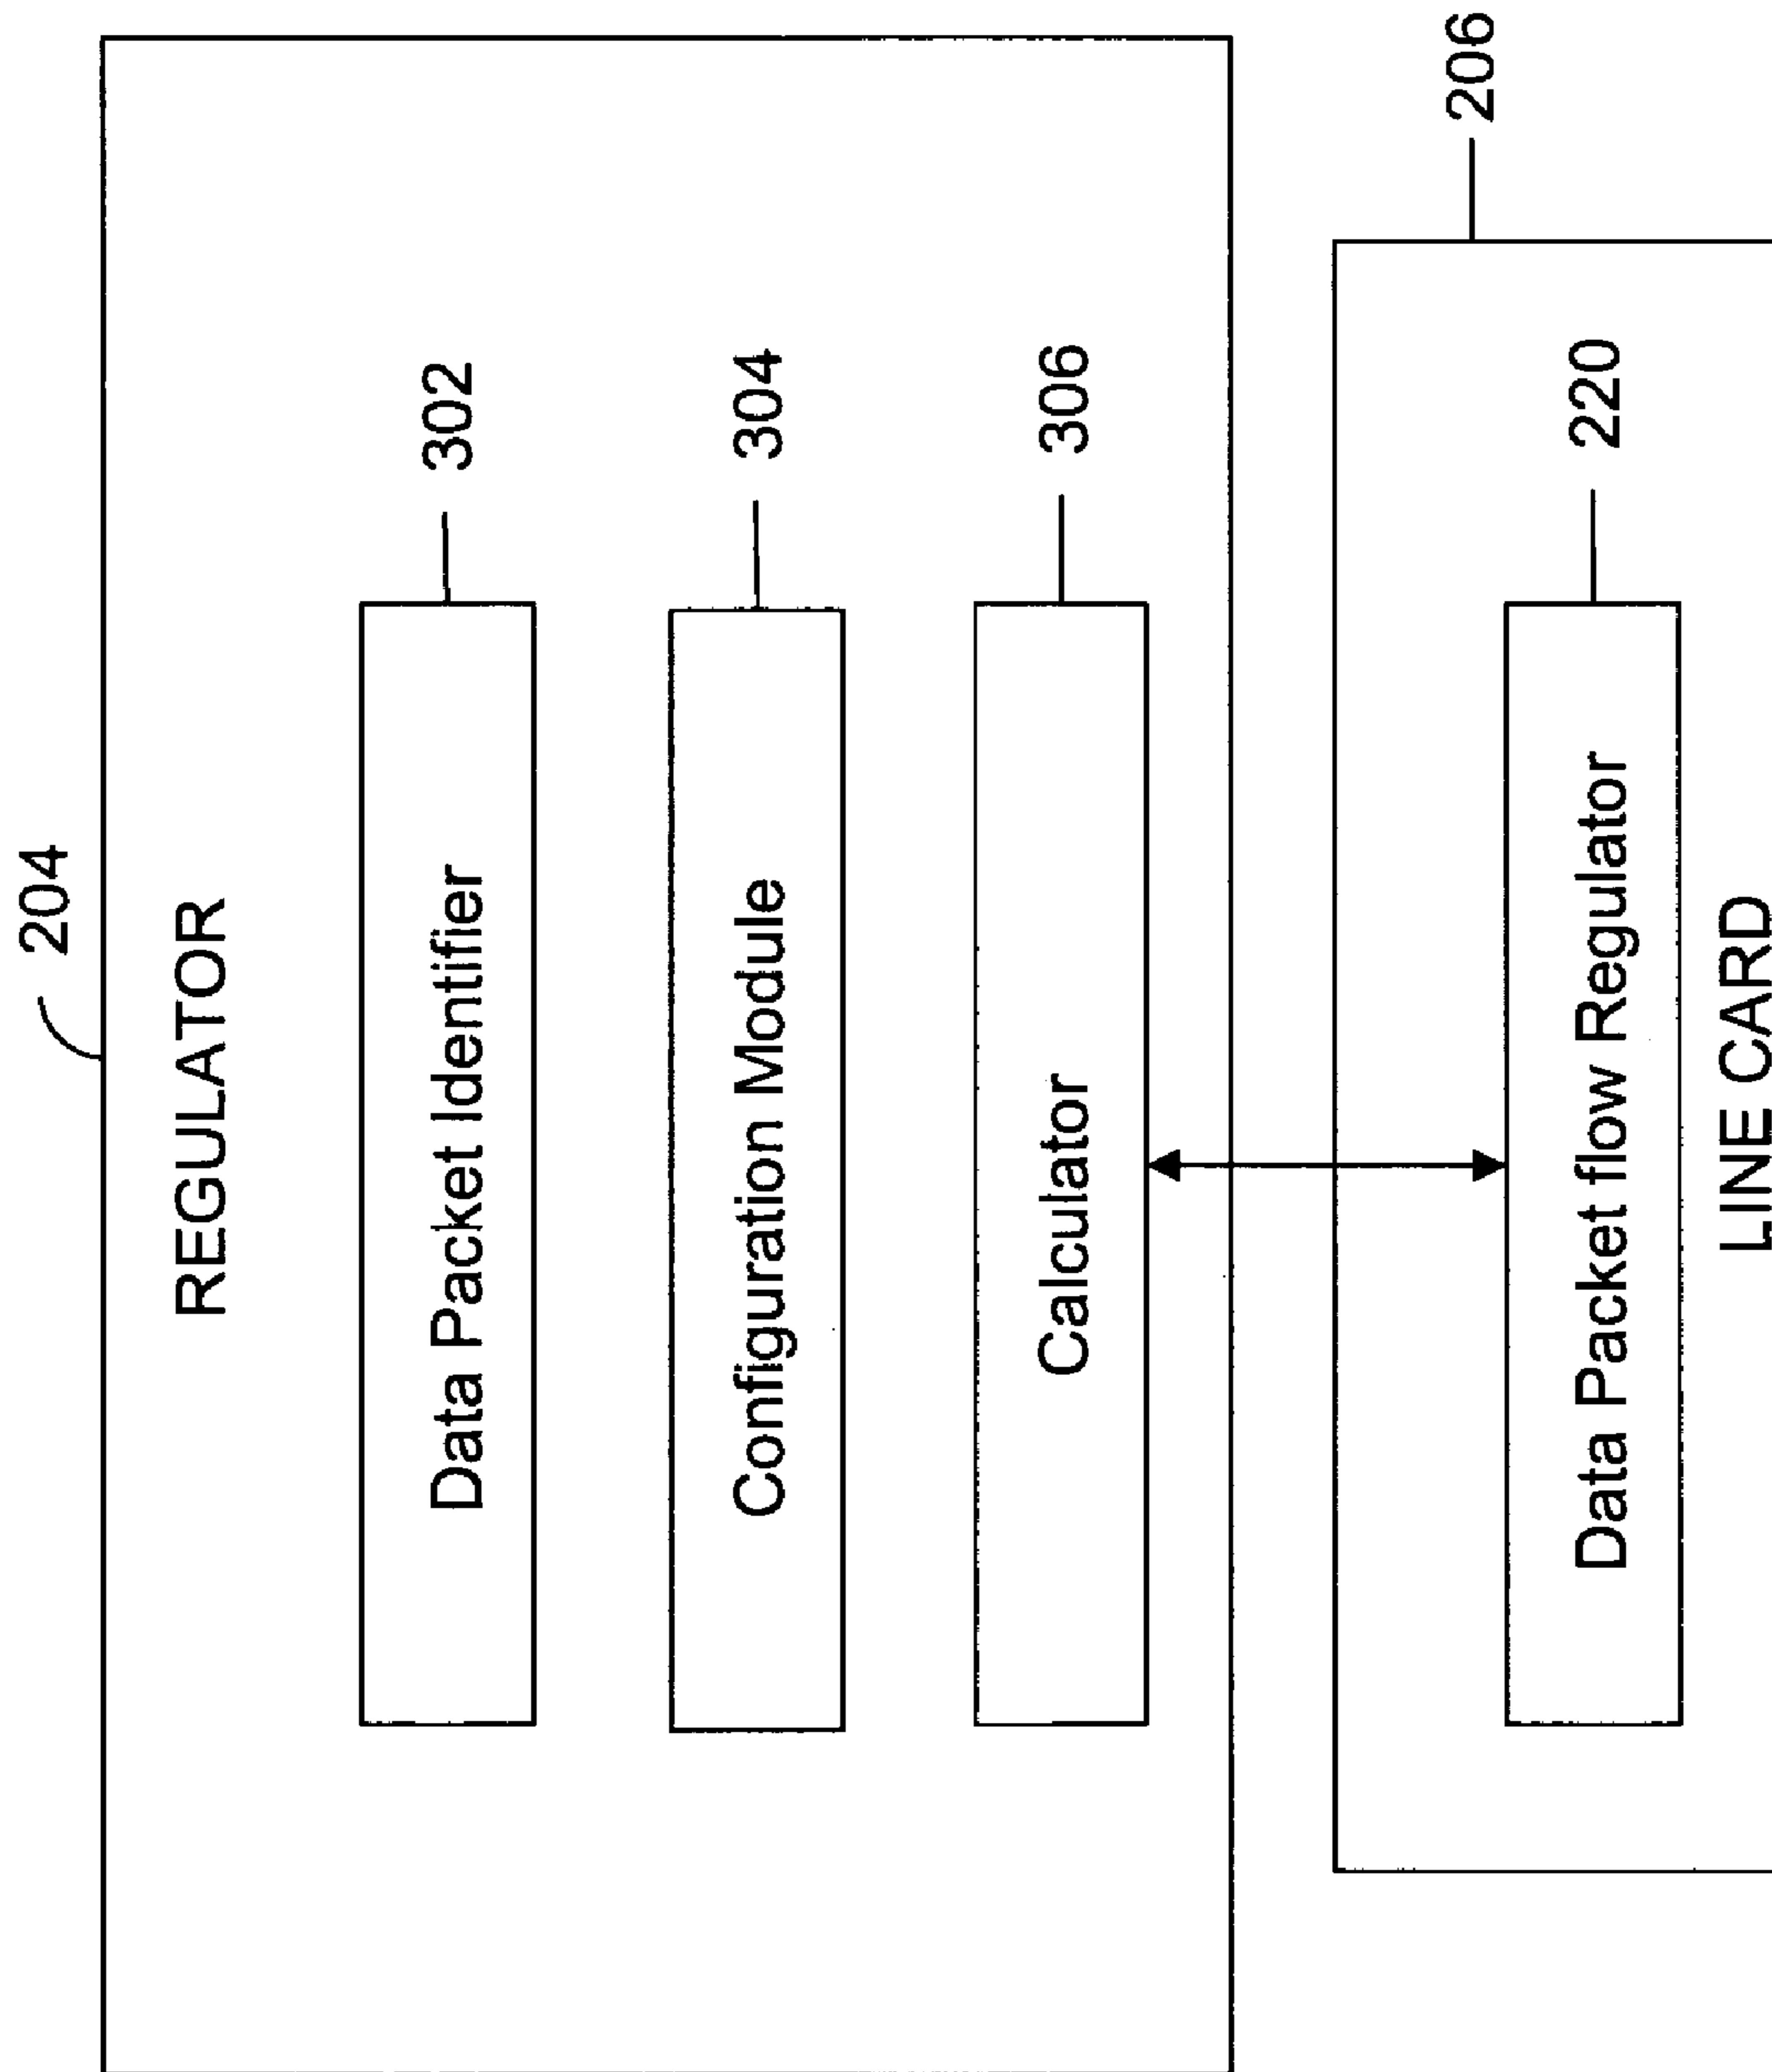 204
REGULATOR
Data Packet Identifier
302
Configuration Module
304
Calculator
306
206
Data Packet flow Regulator
220
LINE CARD